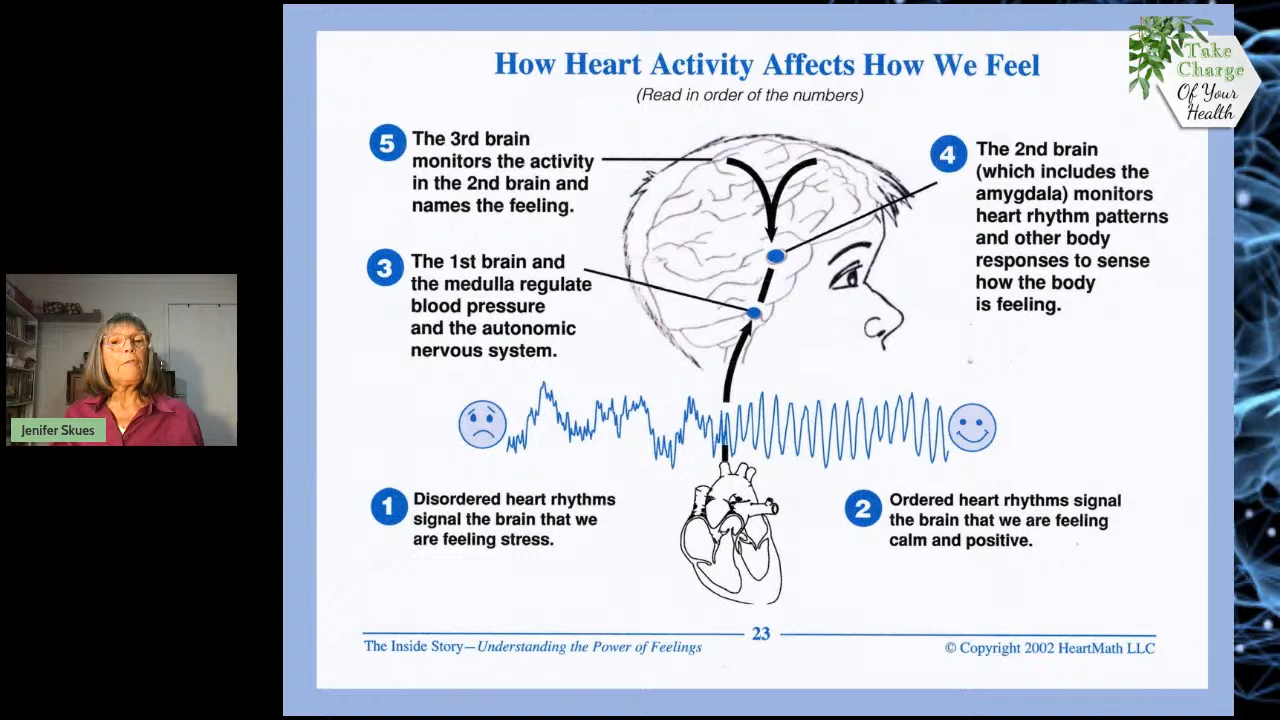 How Heart Activity Affects How We Feel
(Read in order of the numbers)
Take
Charge
Of Your
Health
5
The 3rd brain
monitors the activity
in the 2nd brain and
names the feeling.
4
The 2nd brain
(which includes the
amygdala) monitors
heart rhythm patterns
and other body
responses to sense
how the body
is feeling.
3
The 1st brain and
the medulla regulate
blood pressure
and the autonomic
nervous system.
Jenifer Skues
1
Disordered heart rhythms
signal the brain that we
are feeling stress.
2
Ordered heart rhythms signal
the brain that we are feeling
calm and positive.
23
The Inside Story—Understanding the Power of Feelings
© Copyright 2002 HeartMath LLC